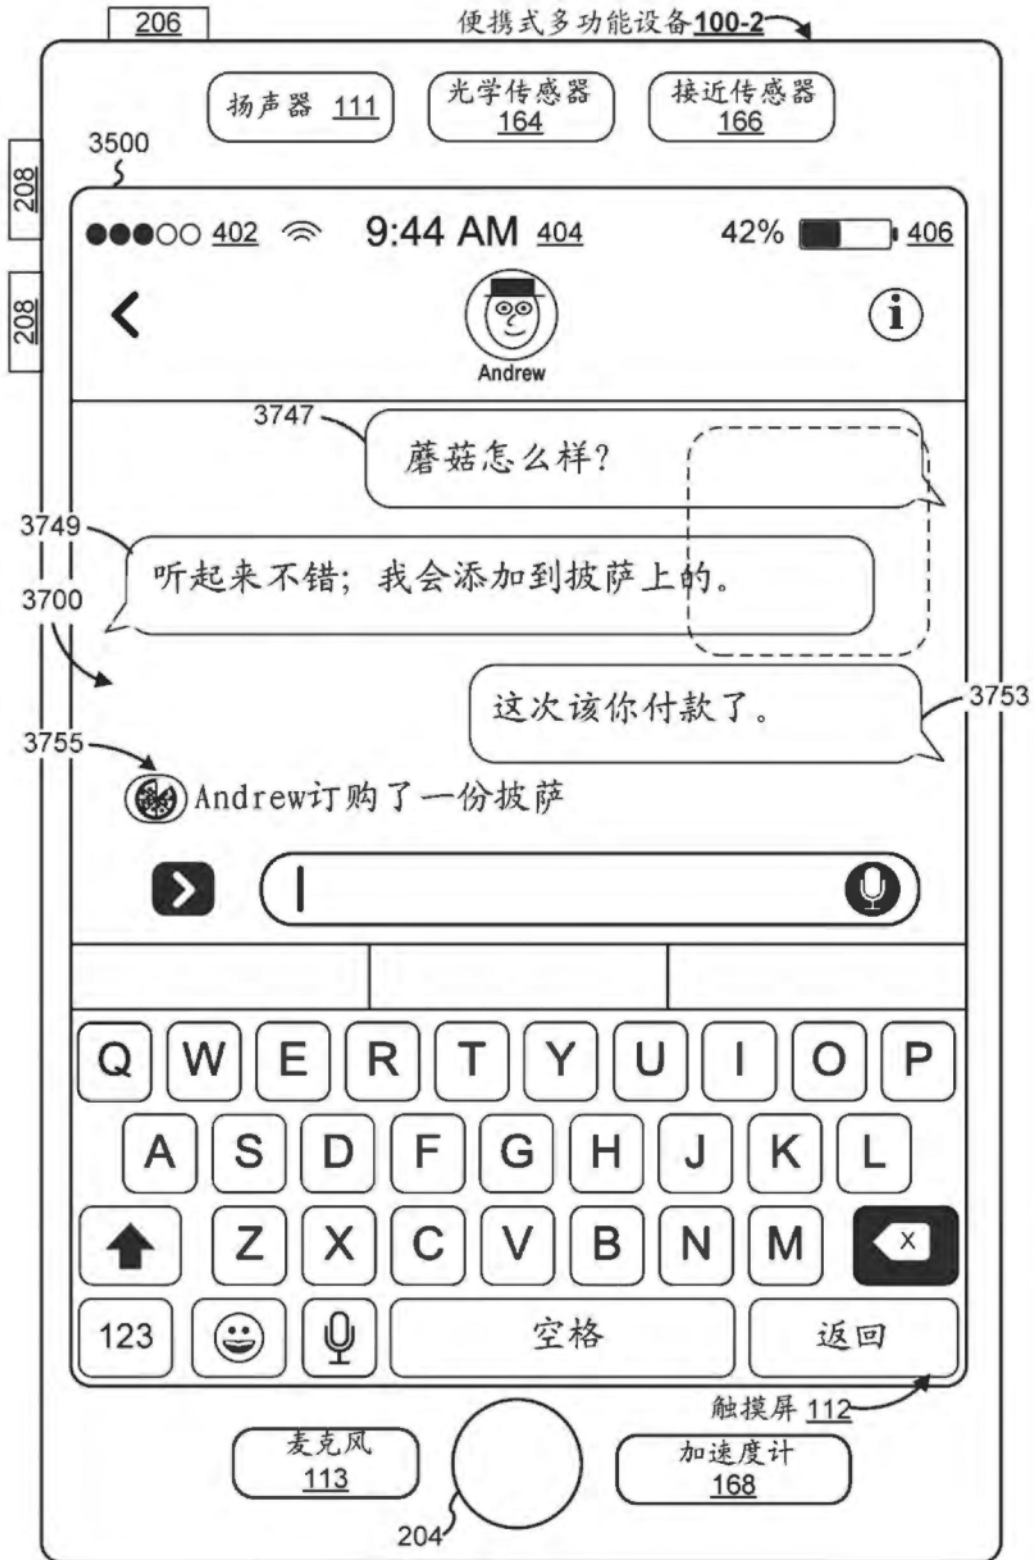 206
便携式多功能设备100-2
扬声器 111
光学传感器
164
接近传感器
166
3500
208
402
9:44 AM 404
42%
406
208
i
Andrew
3747
蘑菇怎么样?
3749
听起来不错; 我会添加到披萨上的。
3700
这次该你付款了。
3753
3755
Andrew订购了一份披萨
Q W E R T Y U I O P
A S D F G H J K L
Z X C V B N M X
123 空格 返回
触摸屏 112
麦克风
113
加速度计
168
204